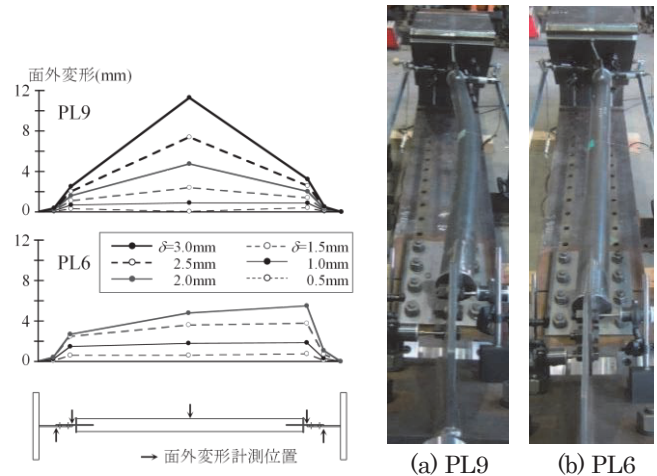 面外変形(mm)
12
PL9
8
4
0
PL6
12
8
4
0
δ=3.0mm
δ=1.5mm
2.5mm
1.0mm
2.0mm
0.5mm
→ 面外変形計測位置
(a) PL9
(b) PL6